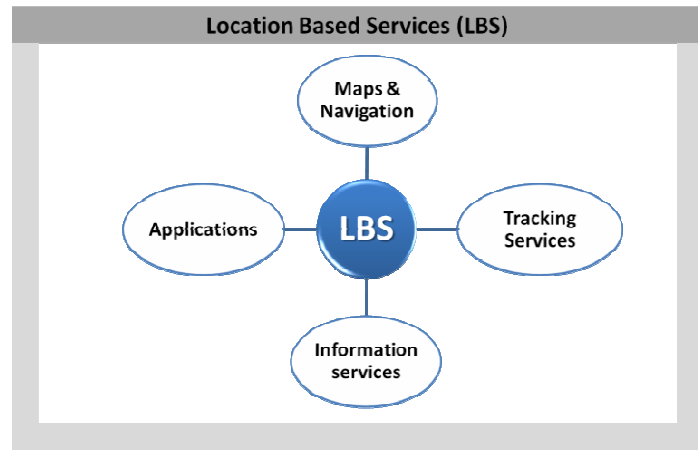 Location Based Services (LBS)
Maps &
Navigation
Applications
LBS
Tracking
Services
Information
services